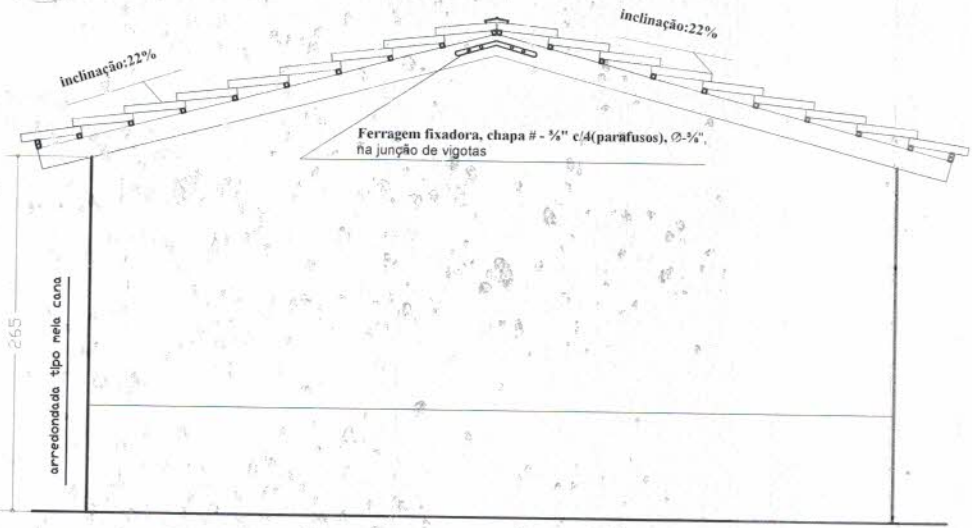 inclinação:22%
inclinação:22%
Ferragem fixadora, chapa # - ⅜" c/4(parafusos), ∅-⅜",
na junção de vigotas
265
arredondada tipo meia cana